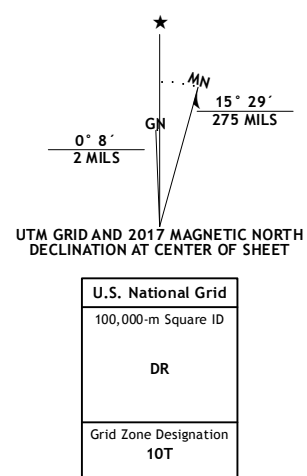 MN
GN
15° 29´
275 MILS
0° 8´
2 MILS
UTM GRID AND 2017 MAGNETIC NORTH
DECLINATION AT CENTER OF SHEET
U.S. National Grid
100,000-m Square ID
DR
Grid Zone Designation
10T